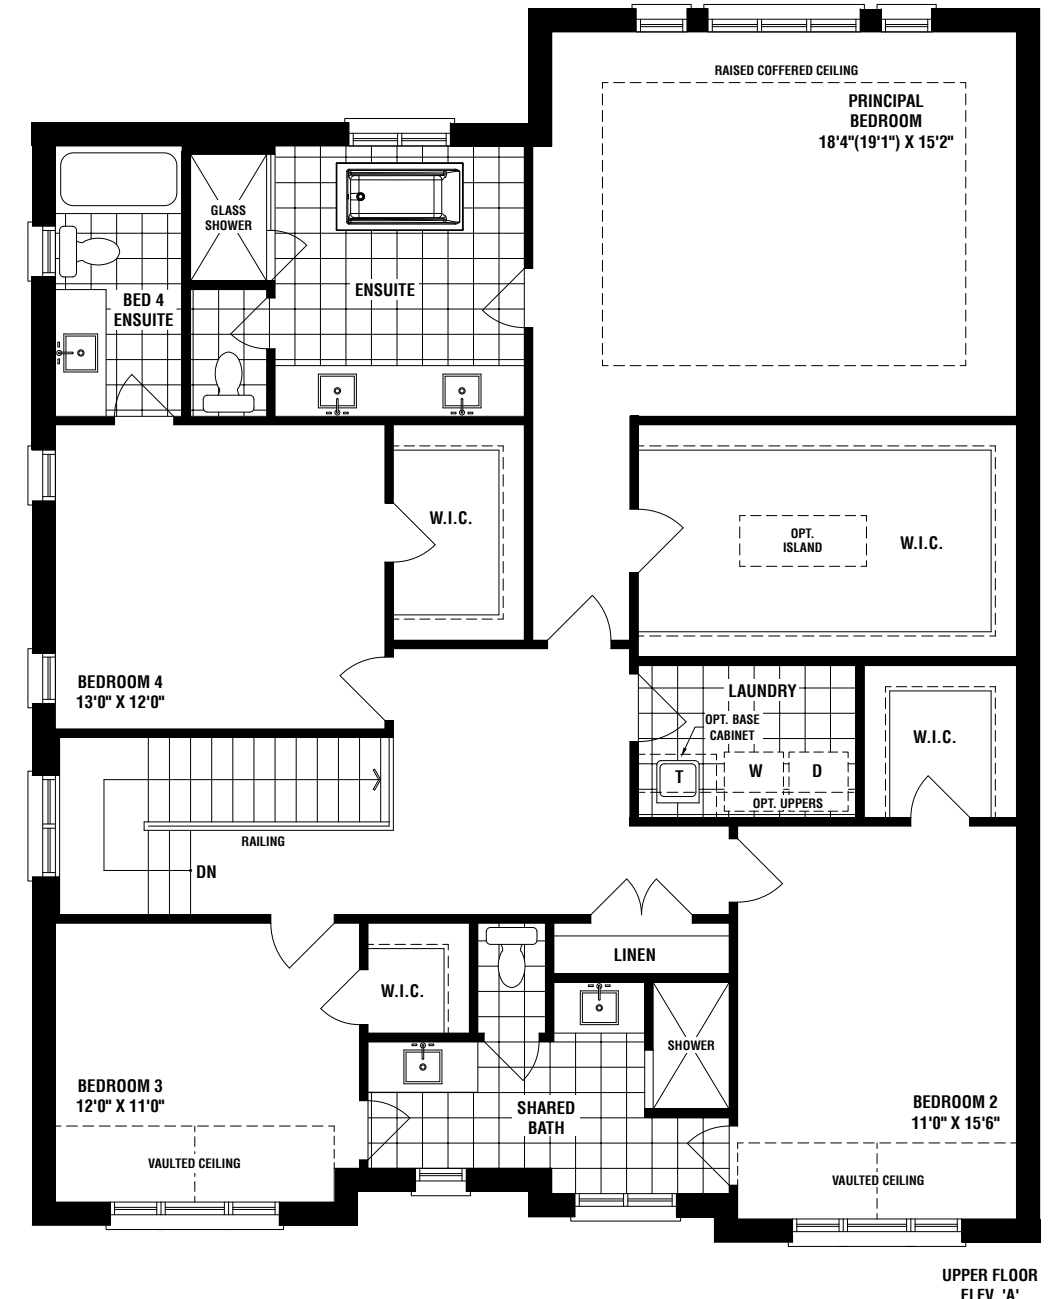 RAISED COFFERED CEILING
PRINCIPAL
BEDROOM
18'4"(19'1") X 15'2"
GLASS
SHOWER
ENSUITE
BED 4
ENSUITE
W.I.C.
OPT.
ISLAND
W.I.C.
BEDROOM 4
13'0" X 12'0"
LAUNDRY
OPT. BASE
CABINET
T
W
D
OPT. UPPERS
W.I.C.
RAILING
DN
LINEN
W.I.C.
SHOWER
BEDROOM 3
12'0" X 11'0"
SHARED
BATH
BEDROOM 2
11'0" X 15'6"
VAULTED CEILING
VAULTED CEILING
UPPER FLOOR
ELEV. 'A'